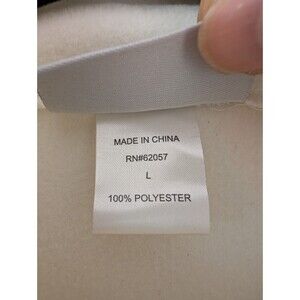 MADE IN CHINA
RN#62057
L
100% POLYESTER